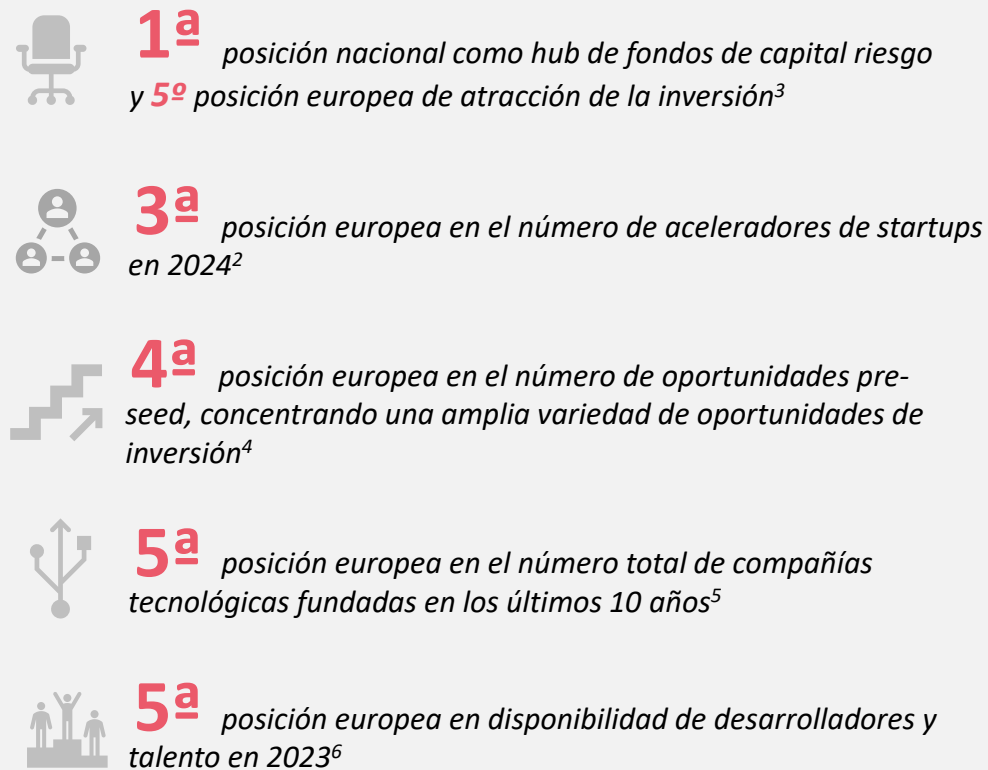 1ª posición nacional como hub de fondos de capital riesgo
y 5º posición europea de atracción de la inversión³
3ª posición europea en el número de aceleradores de startups
en 2024²
4ª posición europea en el número de oportunidades pre-
seed, concentrando una amplia variedad de oportunidades de
inversión⁴
5ª posición europea en el número total de compañías
tecnológicas fundadas en los últimos 10 años⁵
5ª posición europea en disponibilidad de desarrolladores y
talento en 2023⁶